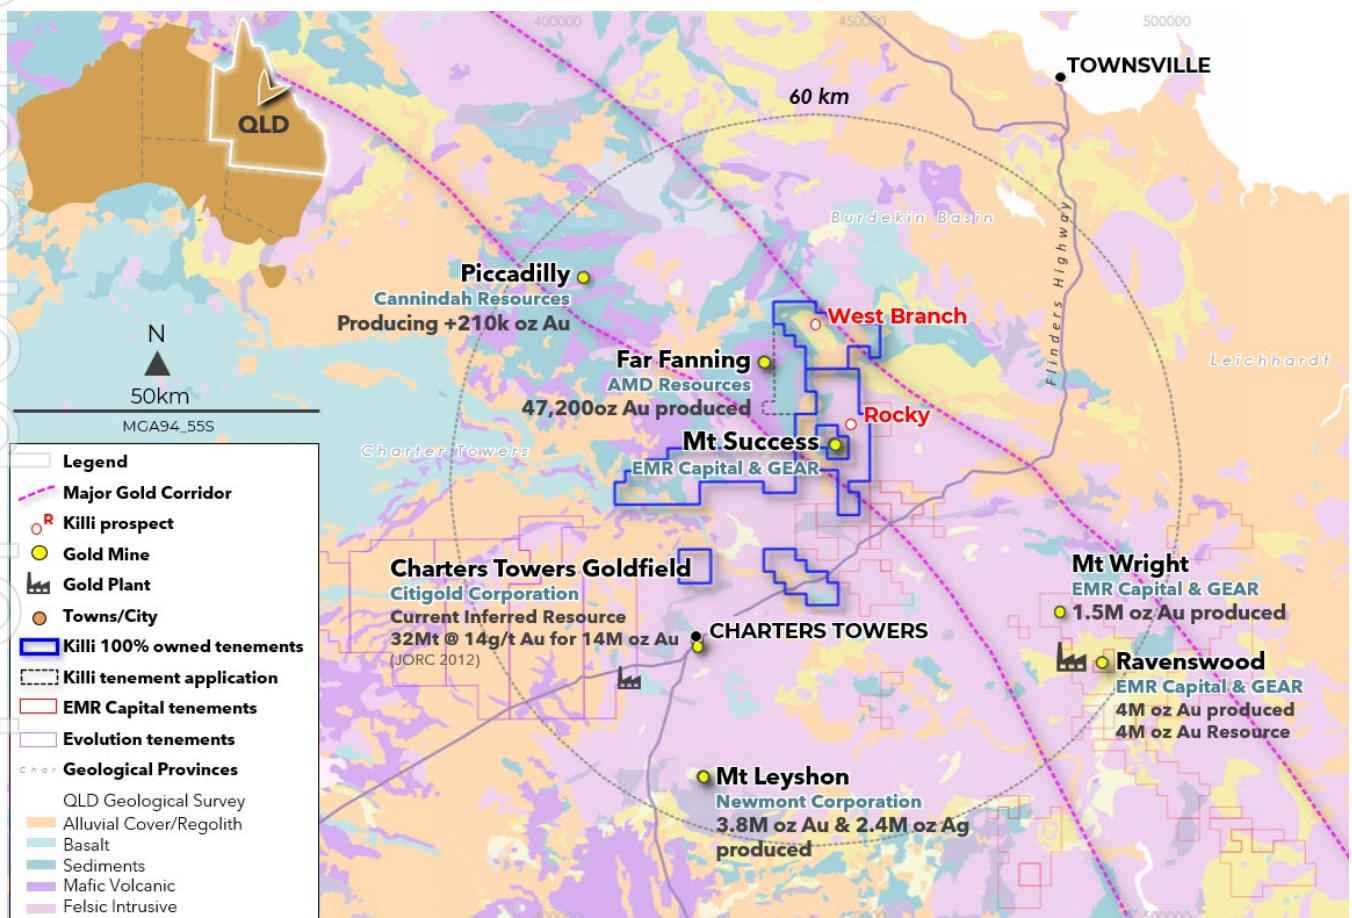 300000
400000
450000
500000
TOWNSVILLE
60 km
QLD
Burdekin Basin
Flinders Highway
Piccadilly
Cannindah Resources
Producing +210k oz Au
West Branch
N
50km
MGA94_55S
Far Fanning
AMD Resources
47,200oz Au produced
Leichhardt
Rocky
Mt Success
EMR Capital & GEAR
Charter Towers
Legend
Major Gold Corridor
R
Killi prospect
Gold Mine
Gold Plant
Towns/City
Killi 100% owned tenements
Killi tenement application
EMR Capital tenements
Evolution tenements
Char
Geological Provinces
QLD Geological Survey
Alluvial Cover/Regolith
Basalt
Sediments
Mafic Volcanic
Felsic Intrusive
Charters Towers Goldfield
Citigold Corporation
Current Inferred Resource
32Mt @ 14g/t Au for 14M oz Au
(JORC 2012)
CHARTERS TOWERS
Mt Wright
EMR Capital & GEAR
1.5M oz Au produced
Ravenswood
EMR Capital & GEAR
4M oz Au produced
4M oz Au Resource
Mt Leyshon
Newmont Corporation
3.8M oz Au & 2.4M oz Ag
produced
400000
450000
500000